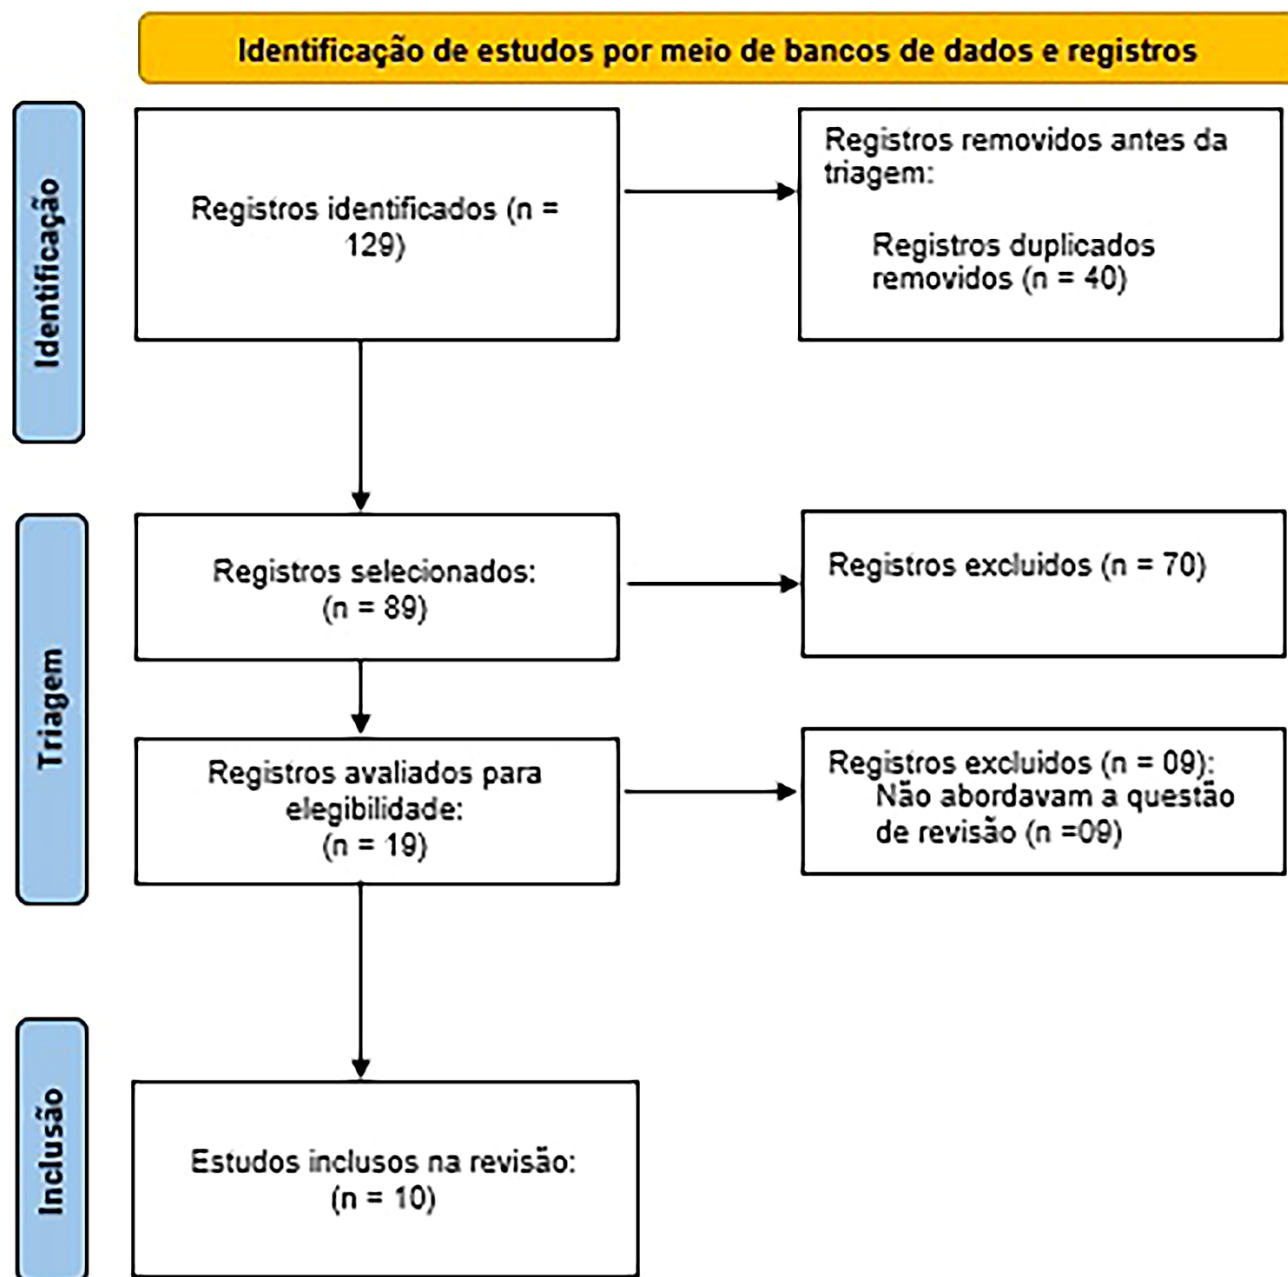 Identificação de estudos por meio de bancos de dados e registros
Identificação
Registros identificados (n =
129)
Registros removidos antes da
triagem:
Registros duplicados
removidos (n = 40)
Triagem
Registros selecionados:
(n = 89)
Registros excluidos (n = 70)
Registros avaliados para
elegibilidade:
(n = 19)
Registros excluidos (n = 09):
Não abordavam a questão
de revisão (n =09)
Inclusão
Estudos inclusos na revisão:
(n = 10)